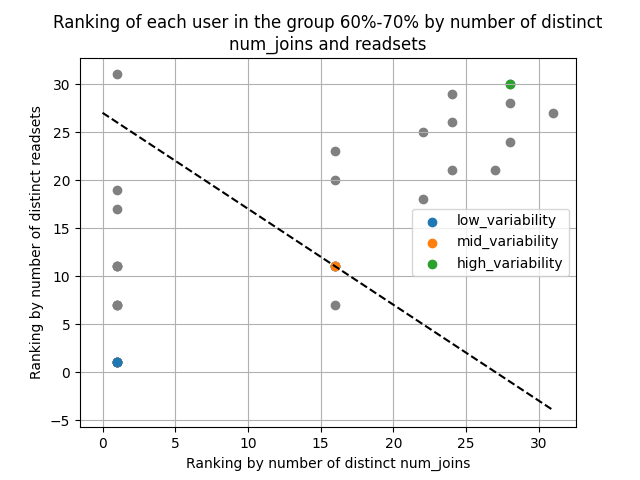 Ranking of each user in the group 60%-70% by number of distinct
num_joins and readsets
Ranking by number of distinct readsets
30
25
20
15
10
5
0
−5
low_variability
mid_variability
high_variability
0 5 10 15 20 25 30
Ranking by number of distinct num_joins